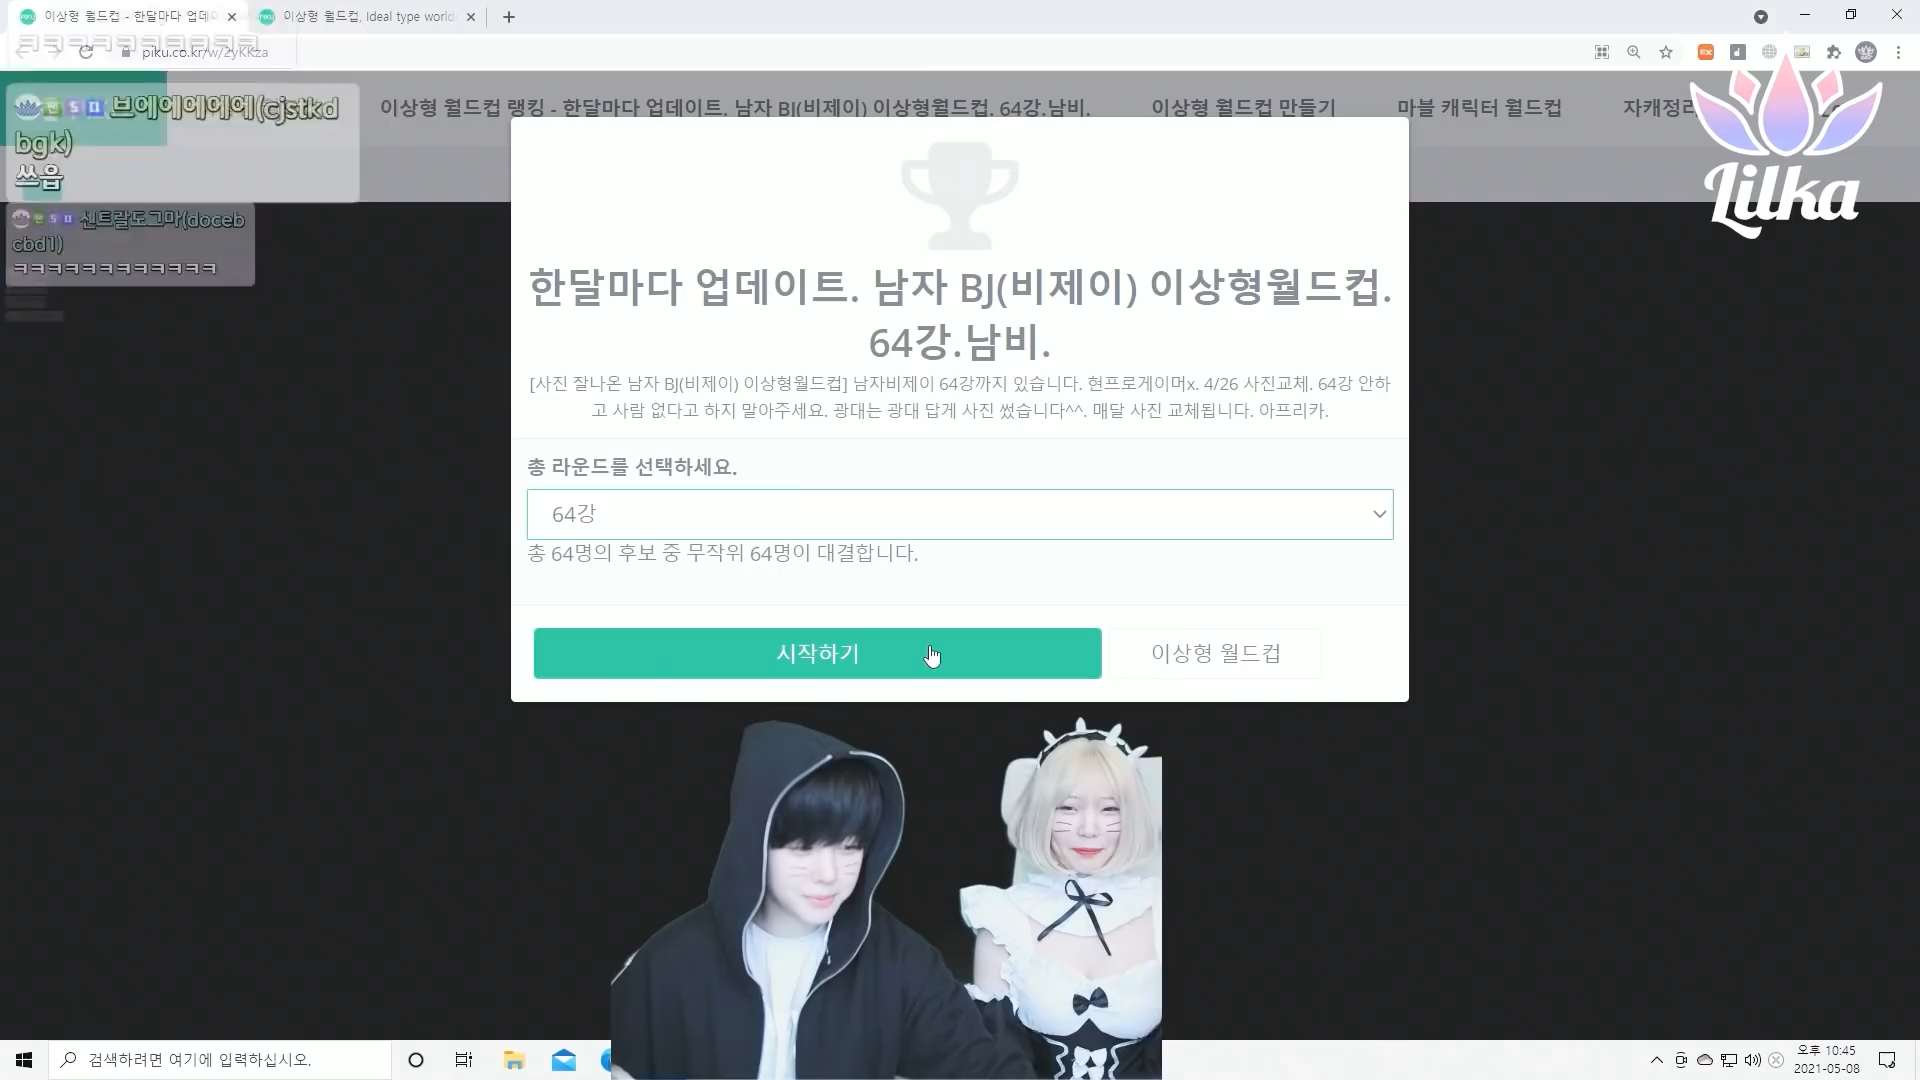 이상형 월드컵 - 한달마다 업데이
이상형 월드컵, Ideal type world
piku.co.kr/w/2yKKza
ㅋㅋㅋㅋㅋㅋㅋㅋㅋㅋ
브에에에에에(cjstkd
bgk)
쓰읍
센트랄도그마(doceb
cbd1)
ㅋㅋㅋㅋㅋㅋㅋㅋㅋㅋㅋㅋㅋ
이상형 월드컵 랭킹 - 한달마다 업데이트. 남자 BJ(비제이) 이상형월드컵. 64강.남비.
이상형 월드컵 만들기
마블 캐릭터 월드컵
자캐정리
Lilka
한달마다 업데이트. 남자 BJ(비제이) 이상형월드컵.
64강.남비.
[사진 잘나온 남자 BJ(비제이) 이상형월드컵] 남자비제이 64강까지 있습니다. 현프로게이머x. 4/26 사진교체. 64강 안하
고 사람 없다고 하지 말아주세요. 광대는 광대 답게 사진 썼습니다^^. 매달 사진 교체됩니다. 아프리카.
총 라운드를 선택하세요.
64강
총 64명의 후보 중 무작위 64명이 대결합니다.
시작하기
이상형 월드컵
검색하려면 여기에 입력하십시오.
오후 10:45
2021-05-08